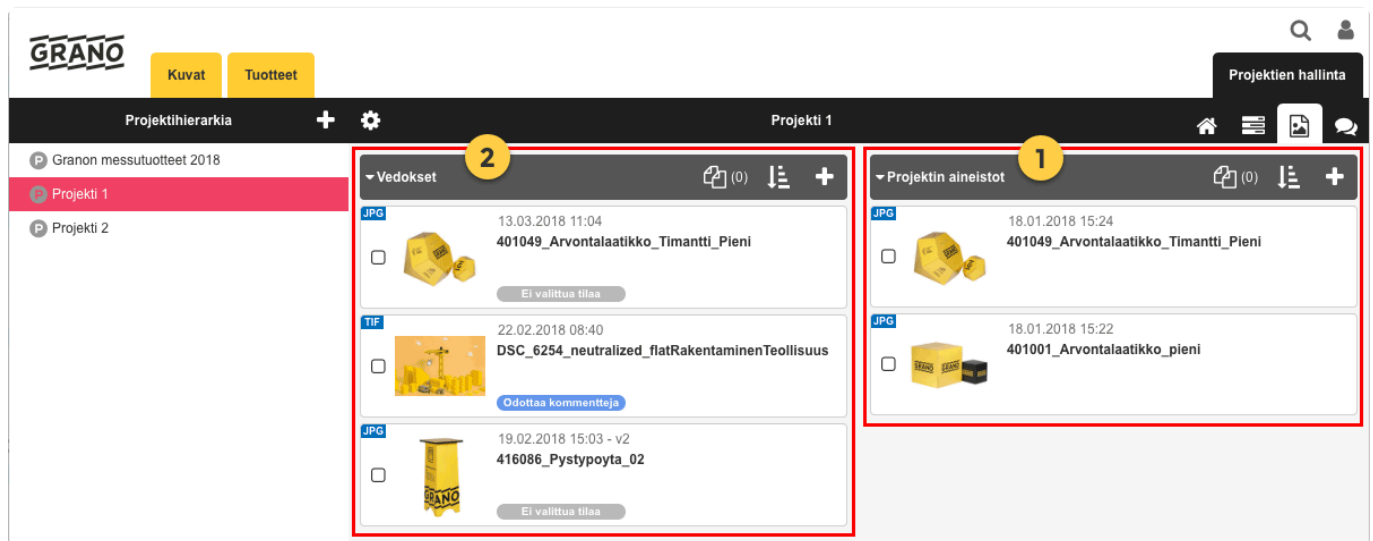 GRANO
Kuvat
Tuotteet
Projektien hallinta
Projektihierarkia
Projekti 1
Granon messutuotteet 2018
Projekti 1
Projekti 2
2
Vedokset
(0)
JPG
13.03.2018 11:04
401049_Arvontalaatikko_Timantti_Pieni
Ei valittua tilaa
TIF
22.02.2018 08:40
DSC_6254_neutralized_flatRakentaminenTeollisuus
Odottaa kommentteja
JPG
19.02.2018 15:03 - v2
416086_Pystypoyta_02
GRANO
Ei valittua tilaa
1
Projektin aineistot
(0)
JPG
18.01.2018 15:24
401049_Arvontalaatikko_Timantti_Pieni
JPG
18.01.2018 15:22
401001_Arvontalaatikko_pieni
GRANO GRANO